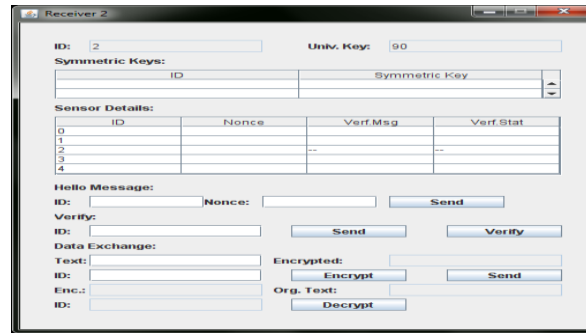 Receiver 2
ID: 2 Univ. Key: 90
Symmetric Keys:
ID Symmetric Key
Sensor Details:
ID Nonce Verf.Msg Verf.Stat
0
1
2 -- --
3
4
Hello Message:
ID: Nonce: Send
Verify:
ID: Send Verify
Data Exchange:
Text: Encrypted:
ID: Encrypt Send
Enc.: Org. Text:
ID: Decrypt